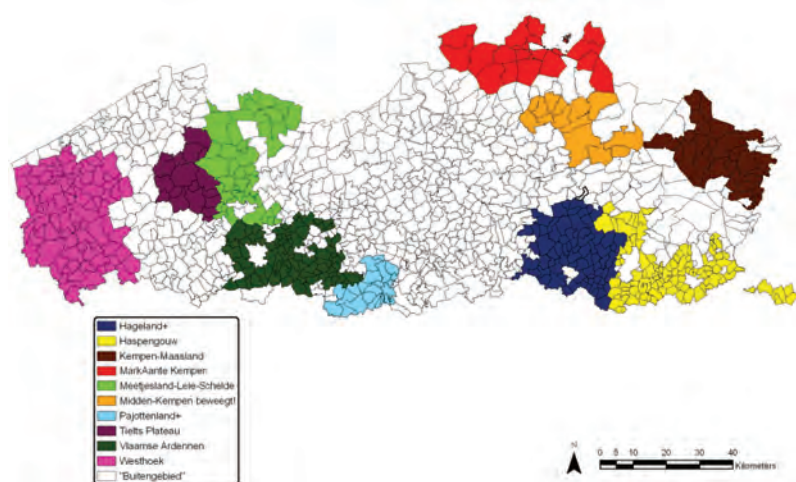 Hageland+
Haspengouw
Kempen-Maasland
MarkAante Kempen
Meetjesland-Leie-Schelde
Midden-Kempen beweegt!
Pajottenland+
Tielts Plateau
Vlaamse Ardennen
Westhoek
"Buitengebied"
N
0 5 10 20 30 40
Kilometers